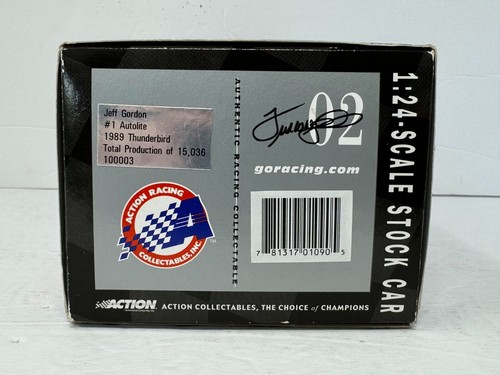 Jeff Gordon
#1 Autolite
1989 Thunderbird
Total Production of 15,036
100003
ACTION RACING
COLLECTABLES, INC.
TM
AUTHENTIC RACING COLLECTABLE
02
goracing.com
7 81317 01090 5
1:24-SCALE STOCK CAR
ACTION
ACTION COLLECTABLES, THE CHOICE of CHAMPIONS